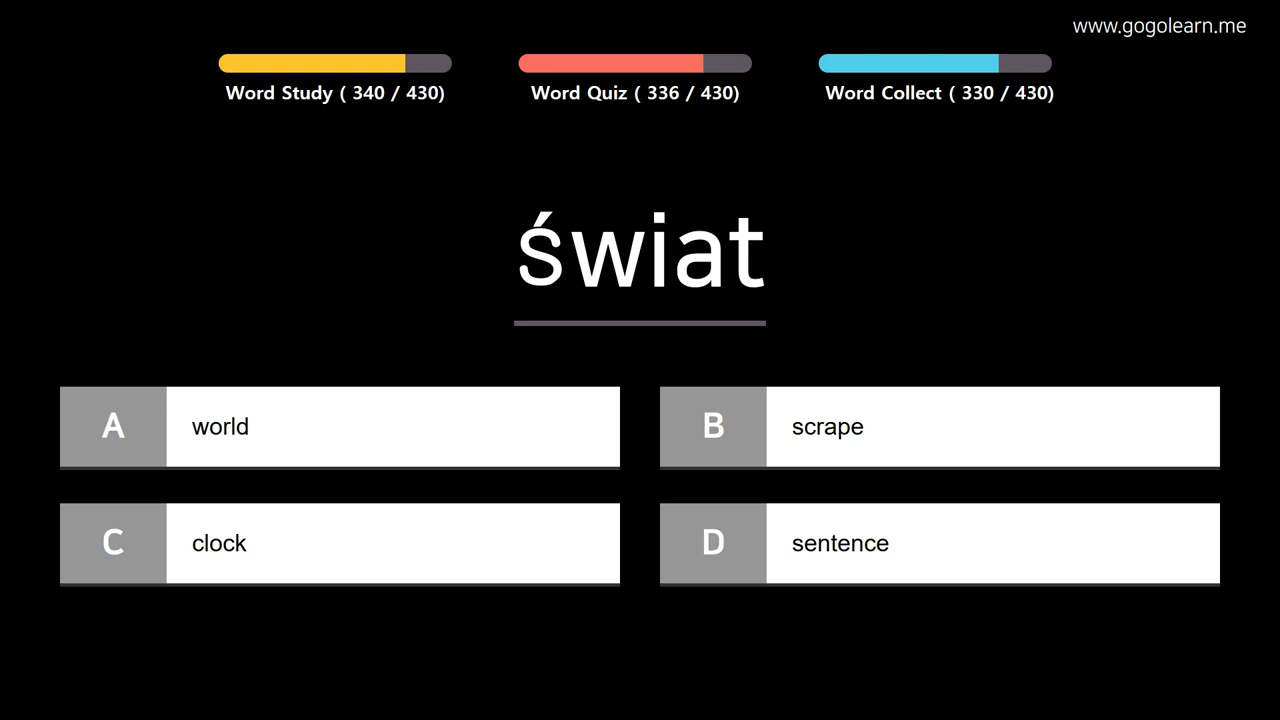 www.gogolearn.me
Word Study ( 340 / 430)
Word Quiz ( 336 / 430)
Word Collect ( 330 / 430)
świat
A world
B scrape
C clock
D sentence